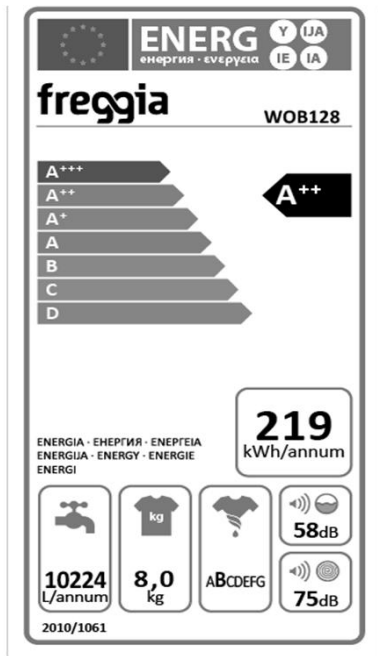 ENERG Y IJA
енергия · ενεργεια IE IA
freggia
WOB128
A+++
A++
A++
A+
A
B
C
D
219
kWh/annum
ENERGIA · ЕНЕРГИЯ · ΕΝΕΡΓΕΙΑ
ENERGIJA · ENERGY · ENERGIE
ENERGI
kg
10224
L/annum
8,0
kg
ABCDEFG
58dB
75dB
2010/1061